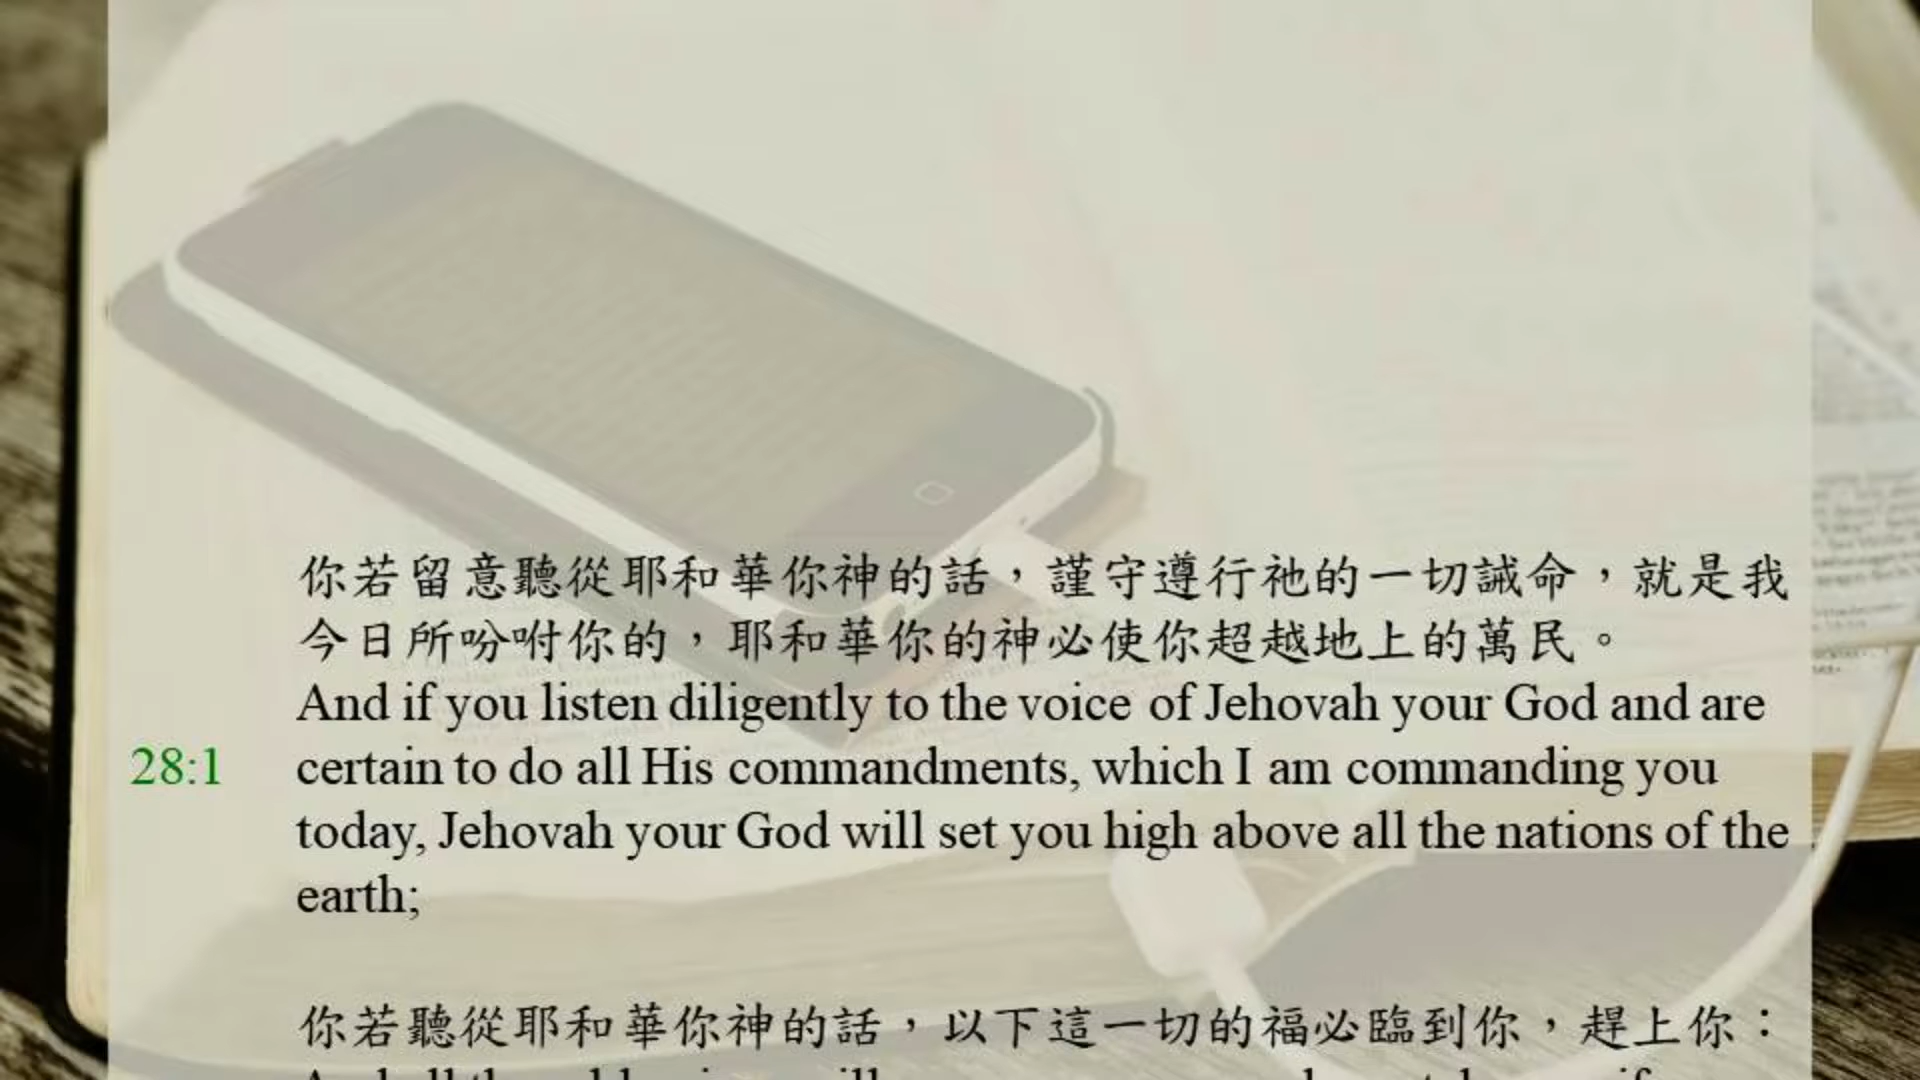 你若留意聽從耶和華你神的話，謹守遵行祂的一切誡命，就是我
今日所吩咐你的，耶和華你的神必使你超越地上的萬民。
And if you listen diligently to the voice of Jehovah your God and are
28:1 certain to do all His commandments, which I am commanding you
today, Jehovah your God will set you high above all the nations of the
earth;
你若聽從耶和華你神的話，以下這一切的福必臨到你，趕上你：